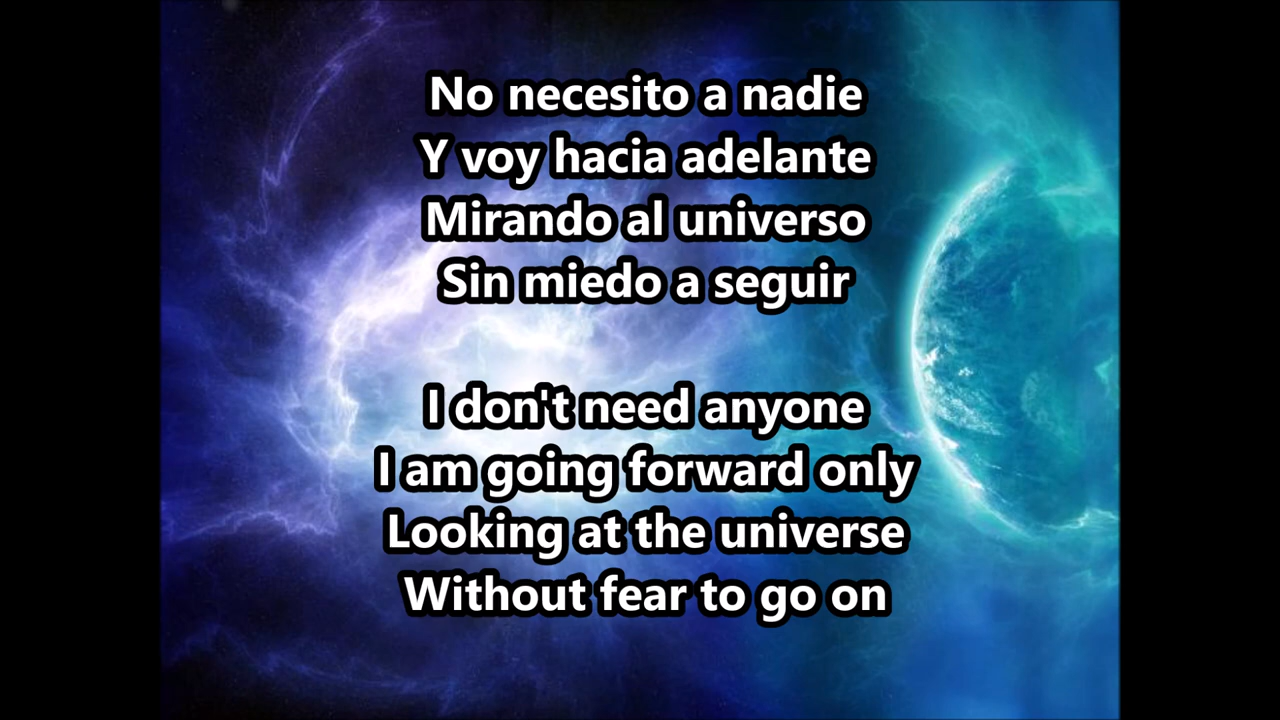 No necesito a nadie
Y voy hacia adelante
Mirando al universo
Sin miedo a seguir
I don't need anyone
I am going forward only
Looking at the universe
Without fear to go on